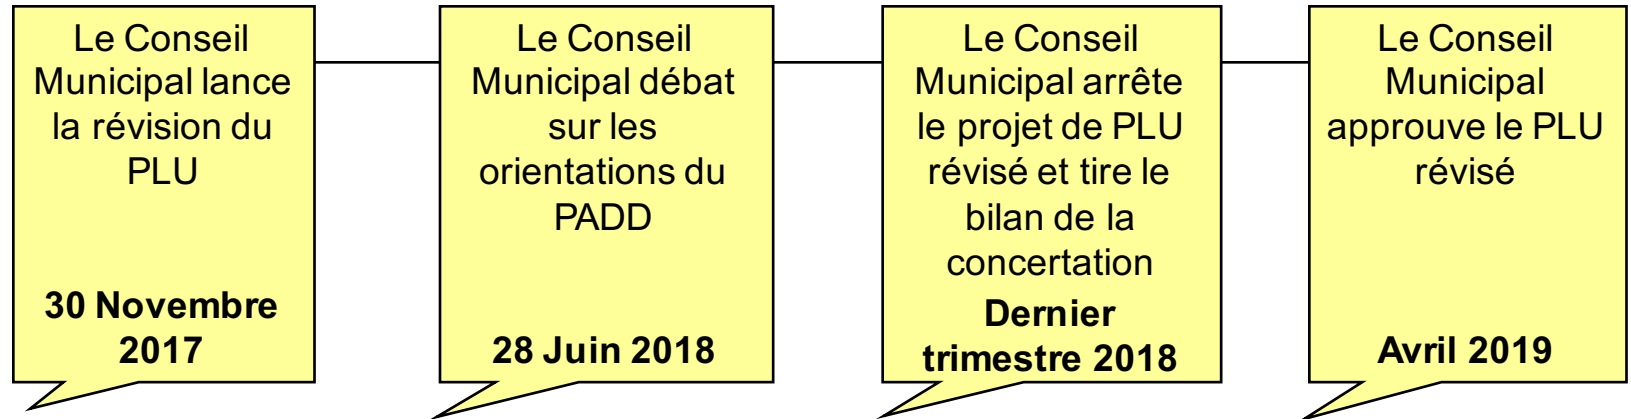 Le Conseil
Municipal lance
la révision du
PLU
30 Novembre
2017
Le Conseil
Municipal débat
sur les
orientations du
PADD
28 Juin 2018
Le Conseil
Municipal arrête
le projet de PLU
révisé et tire le
bilan de la
concertation
Dernier
trimestre 2018
Le Conseil
Municipal
approuve le PLU
révisé
Avril 2019